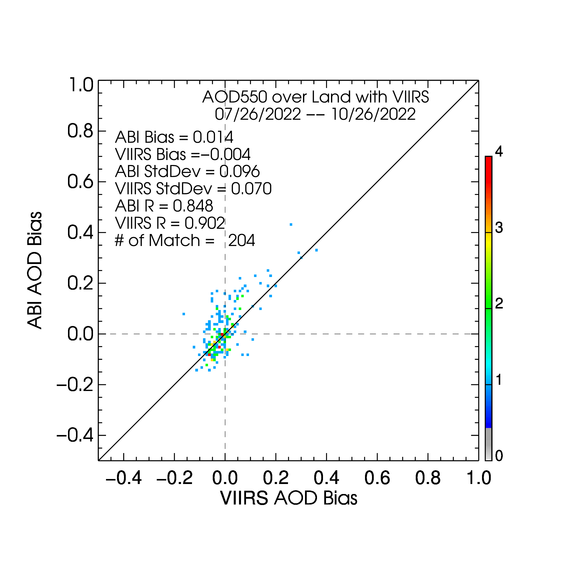 AOD550 over Land with VIIRS
07/26/2022 -- 10/26/2022
ABI Bias = 0.014
VIIRS Bias =-0.004
ABI StdDev = 0.096
VIIRS StdDev = 0.070
ABI R = 0.848
VIIRS R = 0.902
# of Match = 204
ABI AOD Bias
1.0
0.8
0.6
0.4
0.2
0.0
-0.2
-0.4
-0.4 -0.2 0.0 0.2 0.4 0.6 0.8 1.0
VIIRS AOD Bias
4
3
2
1
0